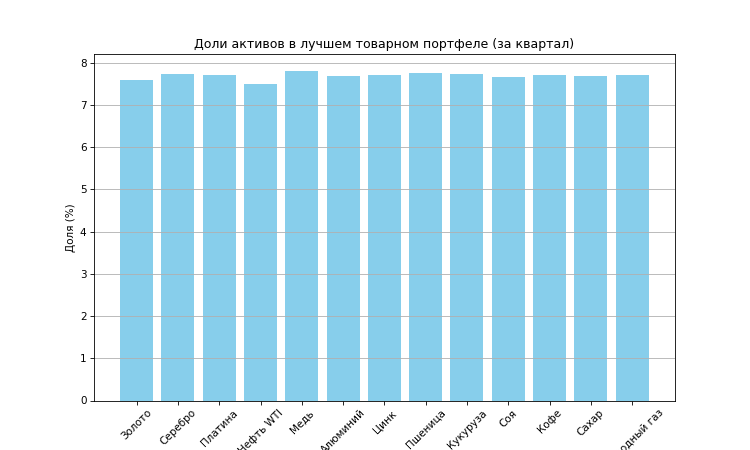 Доли активов в лучшем товарном портфеле (за квартал)
Доля (%)
8
7
6
5
4
3
2
1
0
Золото
Серебро
Платина
Нефть WTI
Медь
Алюминий
Цинк
Пшеница
Кукуруза
Соя
Кофе
Сахар
одный газ